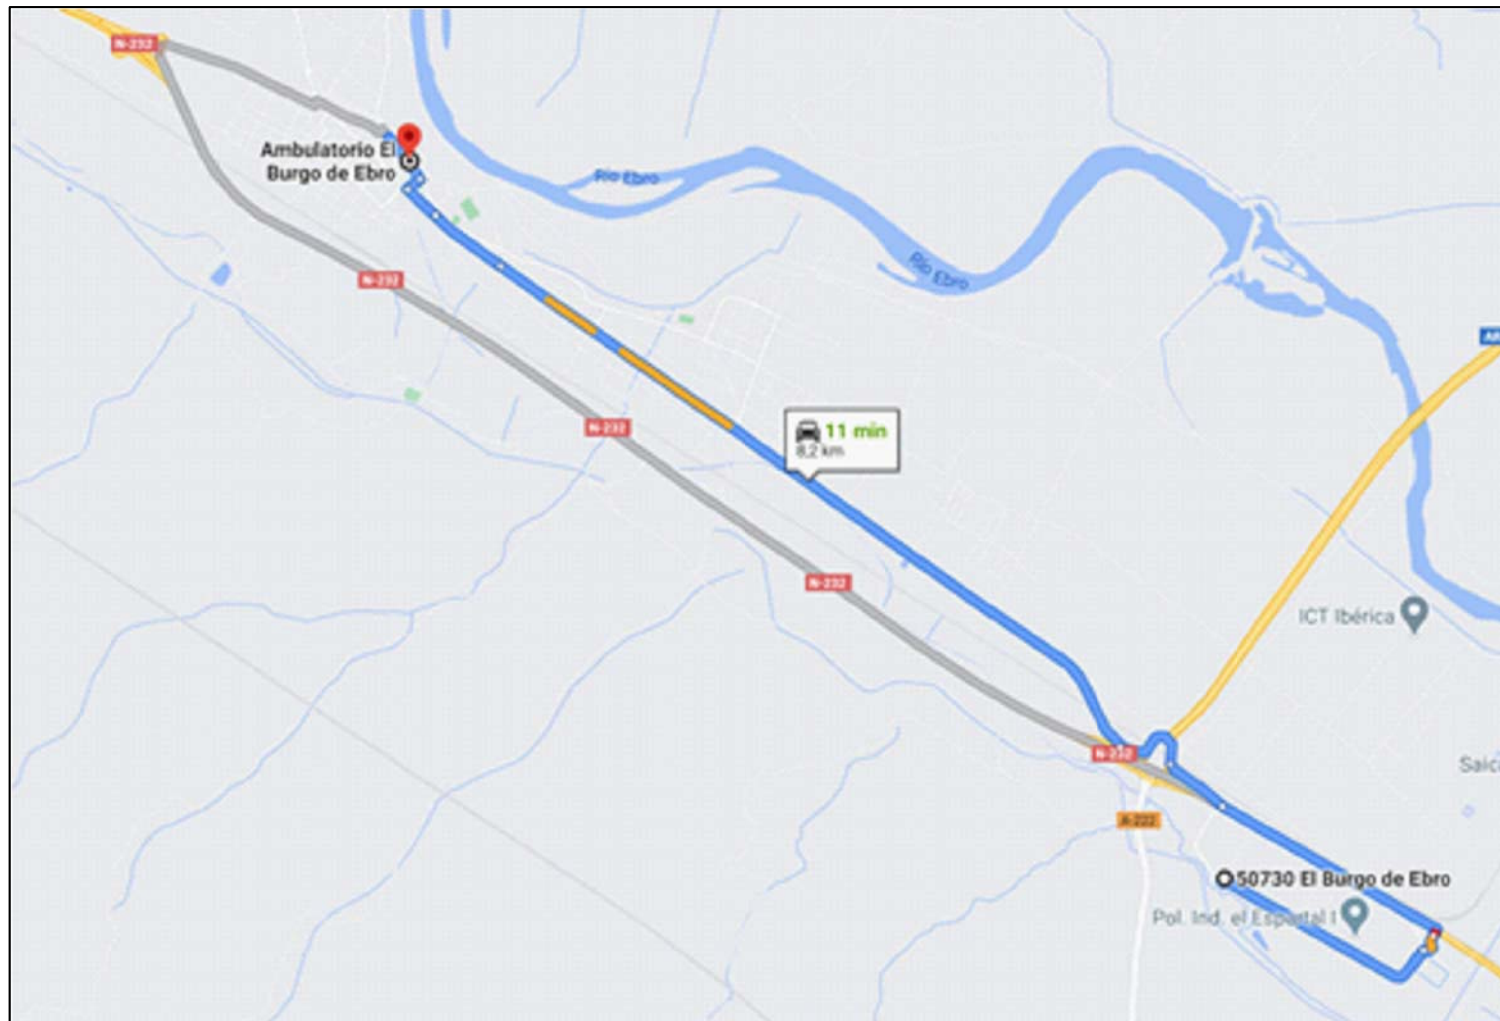 N-232
Ambulatorio El
Burgo de Ebro
Río Ebro
Río Ebro
N-232
N-232
11 min
8,2 km
N-232
ICT Ibérica
N-232
Saic
A-222
50730 El Burgo de Ebro
Pol. Ind. el Espartal I